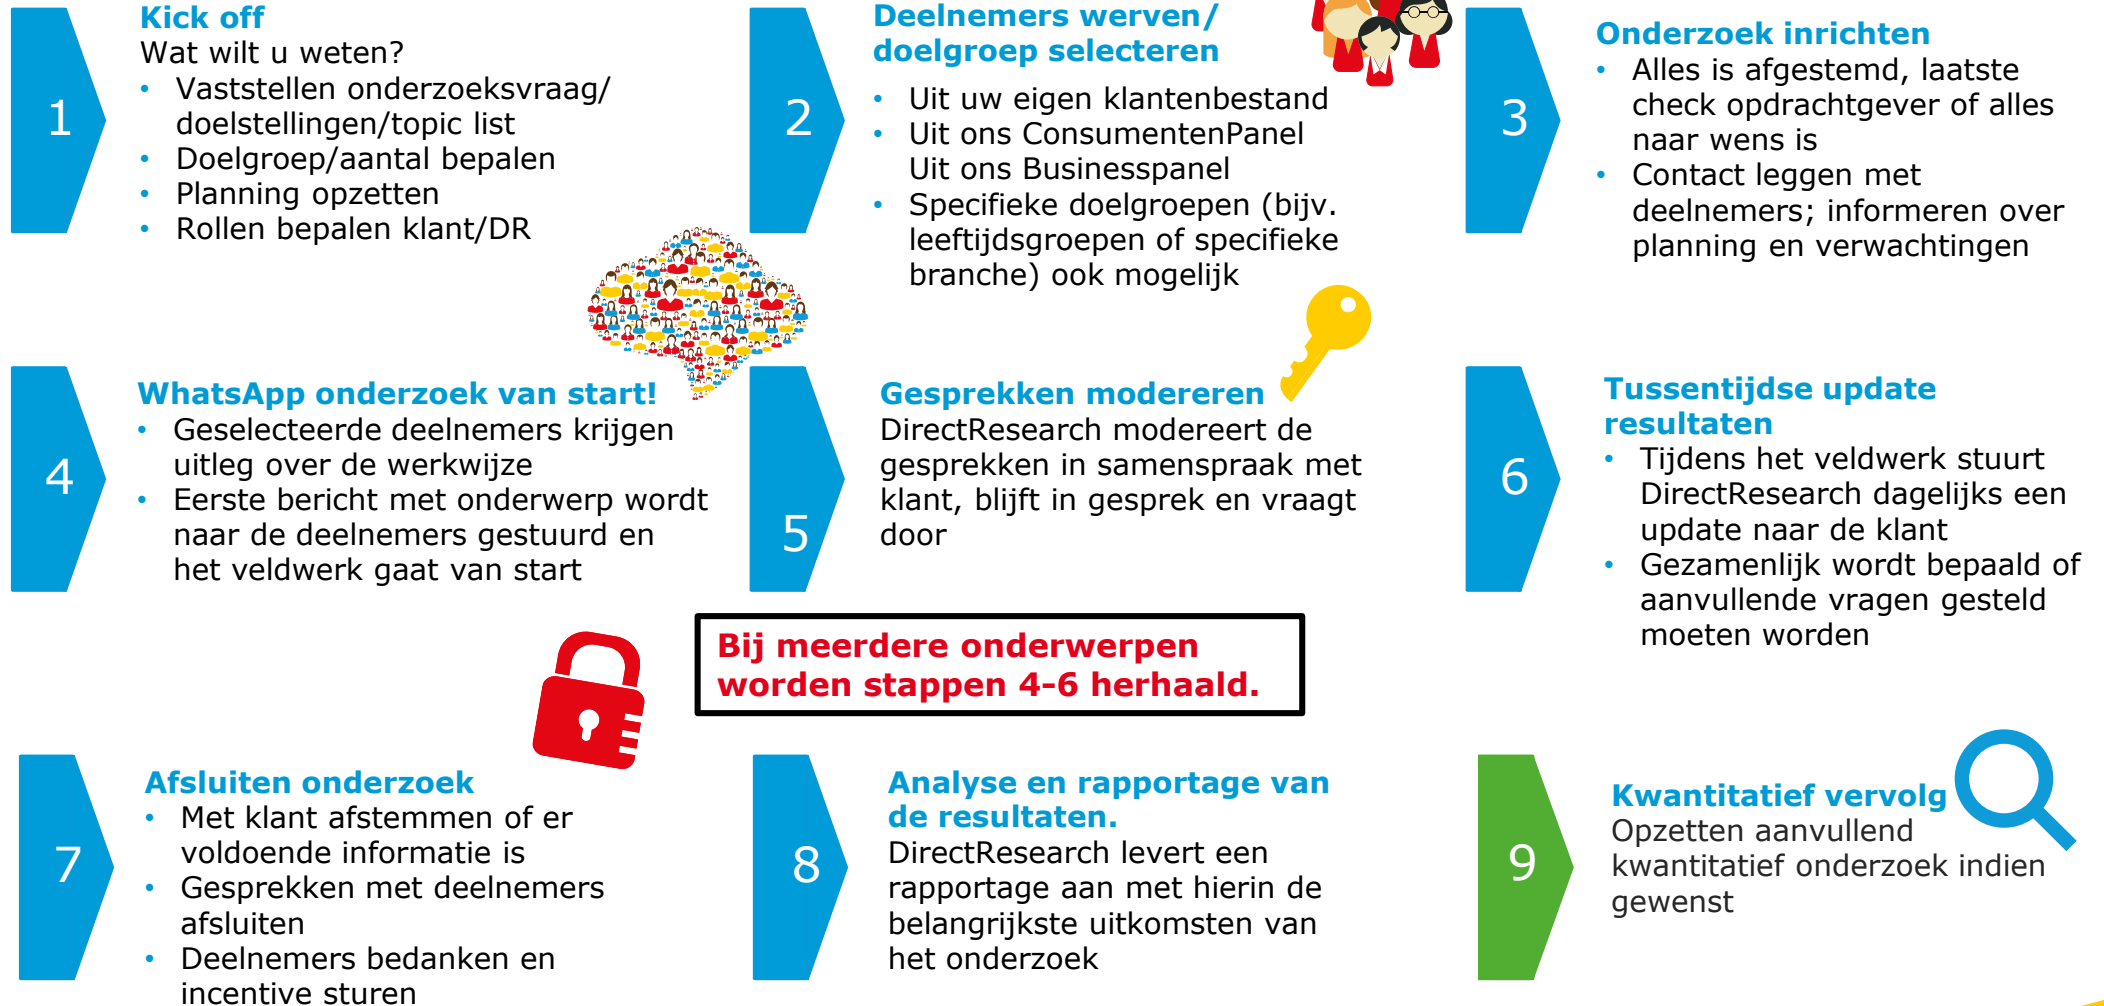 1
Kick off
Wat wilt u weten?
• Vaststellen onderzoeksvraag/
doelstellingen/topic list
• Doelgroep/aantal bepalen
• Planning opzetten
• Rollen bepalen klant/DR
2
Deelnemers werven/
doelgroep selecteren
• Uit uw eigen klantenbestand
• Uit ons ConsumentenPanel
Uit ons Businesspanel
• Specifieke doelgroepen (bijv.
leeftijdsgroepen of specifieke
branche) ook mogelijk
3
Onderzoek inrichten
• Alles is afgestemd, laatste
check opdrachtgever of alles
naar wens is
• Contact leggen met
deelnemers; informeren over
planning en verwachtingen
4
WhatsApp onderzoek van start!
• Geselecteerde deelnemers krijgen
uitleg over de werkwijze
• Eerste bericht met onderwerp wordt
naar de deelnemers gestuurd en
het veldwerk gaat van start
5
Gesprekken modereren
DirectResearch modereert de
gesprekken in samenspraak met
klant, blijft in gesprek en vraagt
door
6
Tussentijdse update
resultaten
• Tijdens het veldwerk stuurt
DirectResearch dagelijks een
update naar de klant
• Gezamenlijk wordt bepaald of
aanvullende vragen gesteld
moeten worden
Bij meerdere onderwerpen
worden stappen 4-6 herhaald.
7
Afsluiten onderzoek
• Met klant afstemmen of er
voldoende informatie is
• Gesprekken met deelnemers
afsluiten
• Deelnemers bedanken en
incentive sturen
8
Analyse en rapportage van
de resultaten.
DirectResearch levert een
rapportage aan met hierin de
belangrijkste uitkomsten van
het onderzoek
9
Kwantitatief vervolg
Opzetten aanvullend
kwantitatief onderzoek indien
gewenst